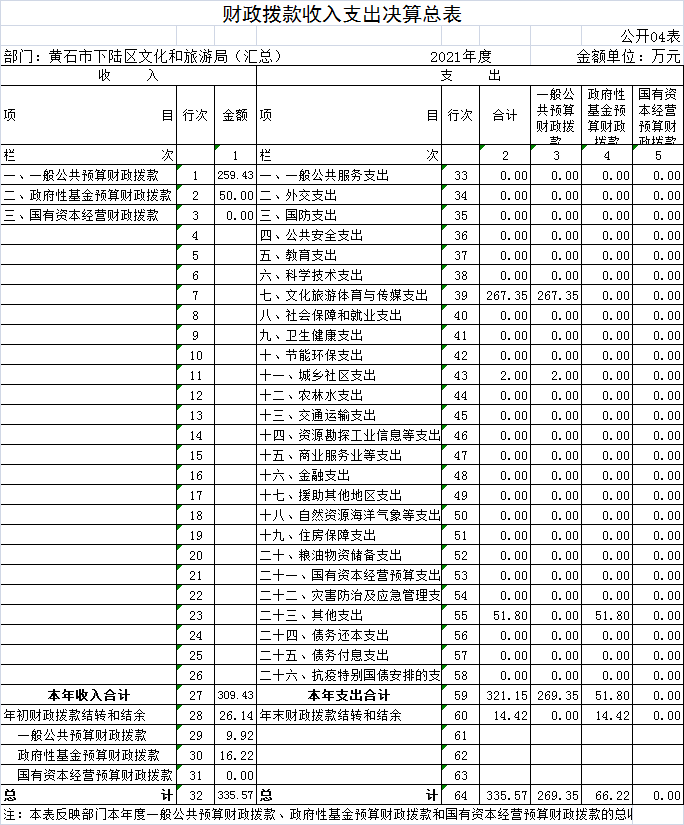 财政拨款收入支出决算总表
公开04表
部门：黄石市下陆区文化和旅游局（汇总） 2021年度 金额单位：万元
收 入 支 出
项 目 行次 金额 项 目 行次 合计 一般公共预算财政拨款 政府性基金预算财政拨款 国有资本经营预算财政拨款
栏 次 1 栏 次 2 3 4 5
一、一般公共预算财政拨款 1 259.43 一、一般公共服务支出 33 0.00 0.00 0.00 0.00
二、政府性基金预算财政拨款 2 50.00 二、外交支出 34 0.00 0.00 0.00 0.00
三、国有资本经营财政拨款 3 0.00 三、国防支出 35 0.00 0.00 0.00 0.00
4 四、公共安全支出 36 0.00 0.00 0.00 0.00
5 五、教育支出 37 0.00 0.00 0.00 0.00
6 六、科学技术支出 38 0.00 0.00 0.00 0.00
7 七、文化旅游体育与传媒支出 39 267.35 267.35 0.00 0.00
8 八、社会保障和就业支出 40 0.00 0.00 0.00 0.00
9 九、卫生健康支出 41 0.00 0.00 0.00 0.00
10 十、节能环保支出 42 0.00 0.00 0.00 0.00
11 十一、城乡社区支出 43 2.00 2.00 0.00 0.00
12 十二、农林水支出 44 0.00 0.00 0.00 0.00
13 十三、交通运输支出 45 0.00 0.00 0.00 0.00
14 十四、资源勘探工业信息等支出 46 0.00 0.00 0.00 0.00
15 十五、商业服务业等支出 47 0.00 0.00 0.00 0.00
16 十六、金融支出 48 0.00 0.00 0.00 0.00
17 十七、援助其他地区支出 49 0.00 0.00 0.00 0.00
18 十八、自然资源海洋气象等支出 50 0.00 0.00 0.00 0.00
19 十九、住房保障支出 51 0.00 0.00 0.00 0.00
20 二十、粮油物资储备支出 52 0.00 0.00 0.00 0.00
21 二十一、国有资本经营预算支出 53 0.00 0.00 0.00 0.00
22 二十二、灾害防治及应急管理支 54 0.00 0.00 0.00 0.00
23 二十三、其他支出 55 51.80 0.00 51.80 0.00
24 二十四、债务还本支出 56 0.00 0.00 0.00 0.00
25 二十五、债务付息支出 57 0.00 0.00 0.00 0.00
26 二十六、抗疫特别国债安排的支 58 0.00 0.00 0.00 0.00
本年收入合计 27 309.43 本年支出合计 59 321.15 269.35 51.80 0.00
年初财政拨款结转和结余 28 26.14 年末财政拨款结转和结余 60 14.42 0.00 14.42 0.00
一般公共预算财政拨款 29 9.92 61
政府性基金预算财政拨款 30 16.22 62
国有资本经营预算财政拨款 31 0.00 63
总 计 32 335.57 总 计 64 335.57 269.35 66.22 0.00
注：本表反映部门本年度一般公共预算财政拨款、政府性基金预算财政拨款和国有资本经营预算财政拨款的总